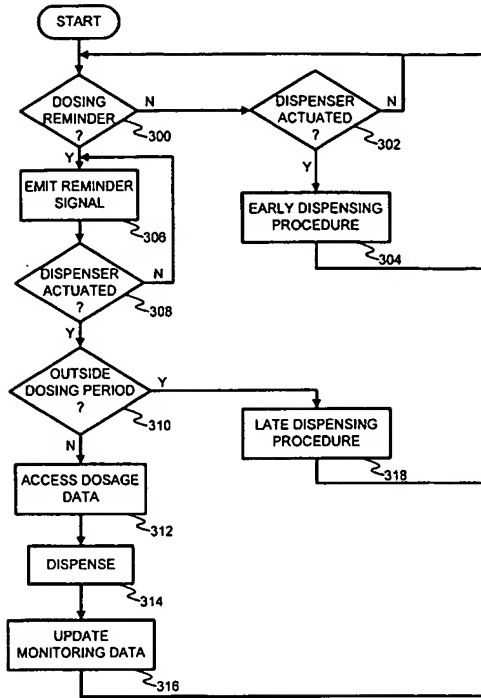 START
DOSING
REMINDER
?
300
N
Y
DISPENSER
ACTUATED
?
302
N
Y
EMIT REMINDER
SIGNAL
306
EARLY DISPENSING
PROCEDURE
304
DISPENSER
ACTUATED
?
308
N
Y
OUTSIDE
DOSING PERIOD
?
310
Y
N
LATE DISPENSING
PROCEDURE
318
ACCESS DOSAGE
DATA
312
DISPENSE
314
UPDATE
MONITORING DATA
316